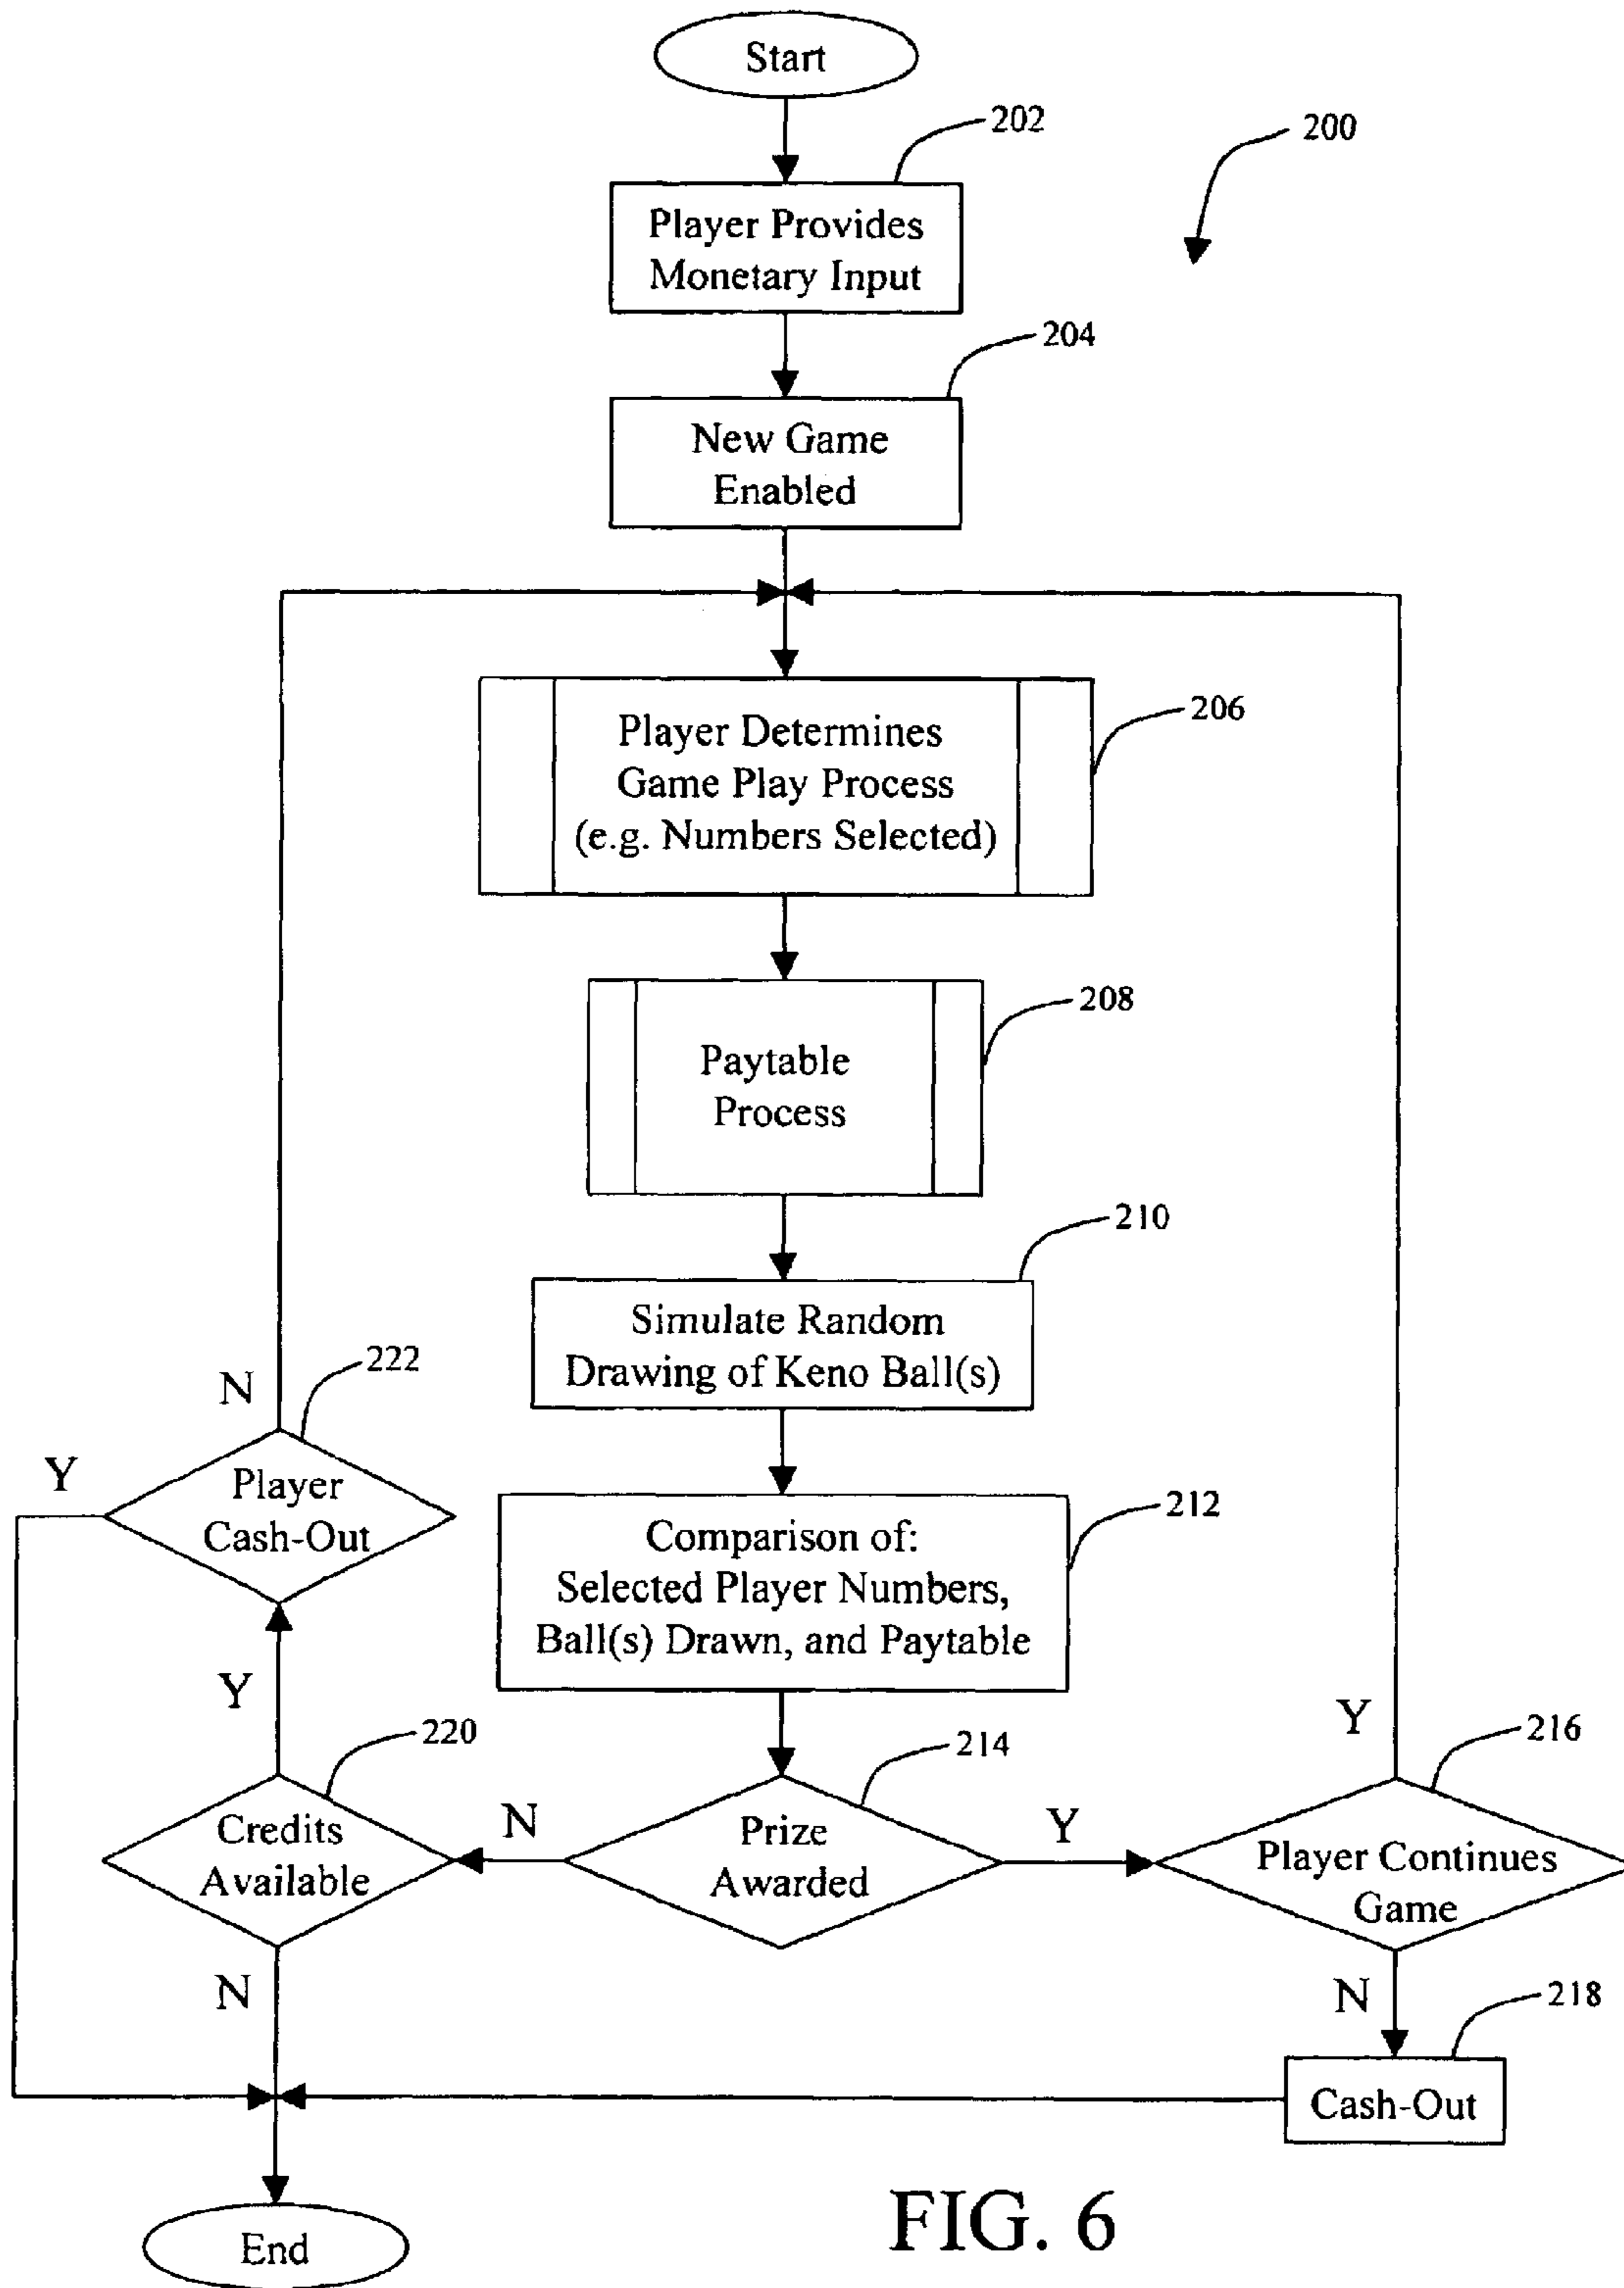 Start
202
200
Player Provides
Monetary Input
204
New Game
Enabled
206
Player Determines
Game Play Process
(e.g. Numbers Selected)
208
Paytable
Process
210
Simulate Random
Drawing of Keno Ball(s)
222
N
Y
Player
Cash-Out
212
Comparison of:
Selected Player Numbers,
Ball(s) Drawn, and Paytable
Y
220
214
Y
216
Credits
Available
N
Prize
Awarded
Y
Player Continues
Game
N
N
218
Cash-Out
End
FIG. 6